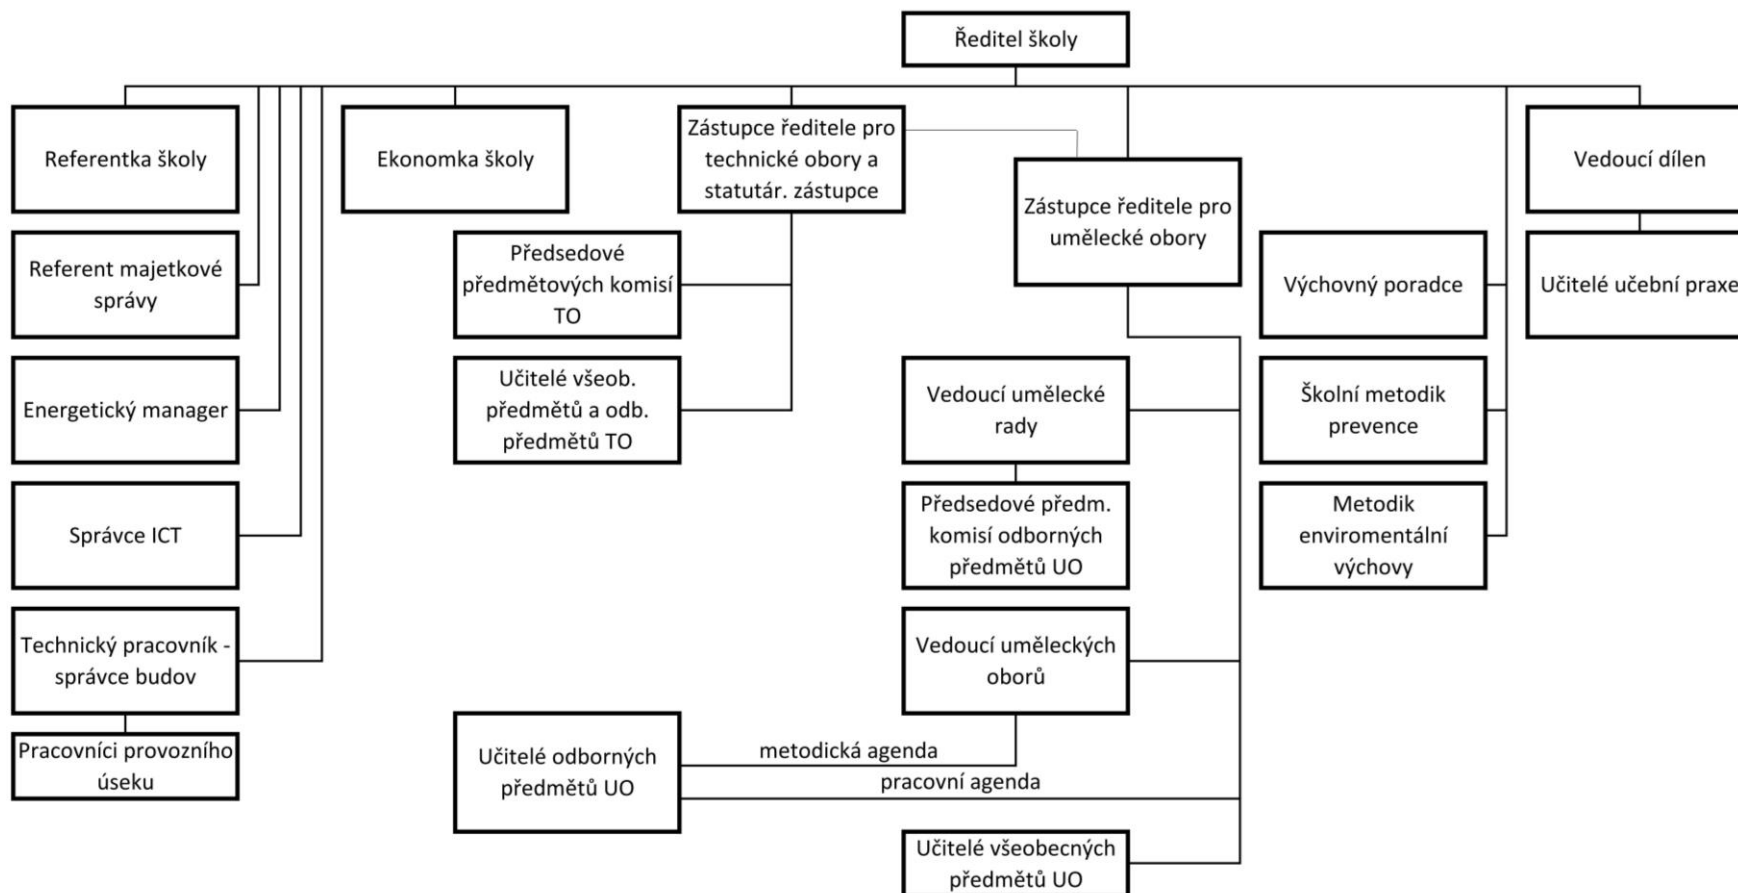 Ředitel školy
Referentka školy
Ekonomka školy
Zástupce ředitele pro
technické obory a
statutár. zástupce
Zástupce ředitele pro
umělecké obory
Vedoucí dílen
Referent majetkové
správy
Předsedové
předmětových komisí
TO
Výchovný poradce
Učitelé učební praxe
Energetický manager
Učitelé všeob.
předmětů a odb.
předmětů TO
Vedoucí umělecké
rady
Školní metodik
prevence
Správce ICT
Předsedové předm.
komisí odborných
předmětů UO
Metodik
enviromentální
výchovy
Technický pracovník -
správce budov
Vedoucí uměleckých
oborů
Pracovníci provozního
úseku
Učitelé odborných
předmětů UO
metodická agenda
pracovní agenda
Učitelé všeobecných
předmětů UO